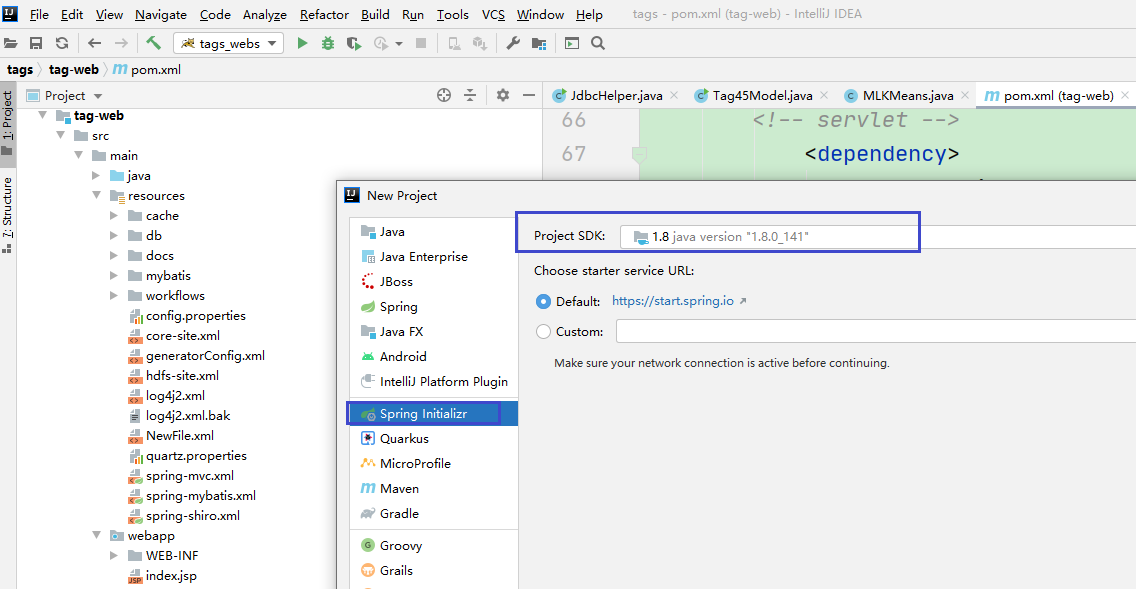 File Edit View Navigate Code Analyze Refactor Build Run Tools VCS Window Help tags - pom.xml (tag-web) - IntelliJ IDEA
tags_webs
tags tag-web m pom.xml
1: Project
7: Structure
Project
JdbcHelper.java Tag45Model.java MLKMeans.java pom.xml (tag-web)
tag-web
src
main
java
resources
cache
db
docs
mybatis
workflows
config.properties
core-site.xml
generatorConfig.xml
hdfs-site.xml
log4j2.xml
log4j2.xml.bak
NewFile.xml
quartz.properties
spring-mvc.xml
spring-mybatis.xml
spring-shiro.xml
webapp
WEB-INF
index.jsp
66 <!-- servlet -->
67 <dependency>
New Project
Java
Java Enterprise
JBoss
Spring
Java FX
Android
IntelliJ Platform Plugin
Spring Initializr
Quarkus
MicroProfile
Maven
Gradle
Groovy
Grails
Project SDK: 1.8 java version "1.8.0_141"
Choose starter service URL:
Default: https://start.spring.io
Custom:
Make sure your network connection is active before continuing.